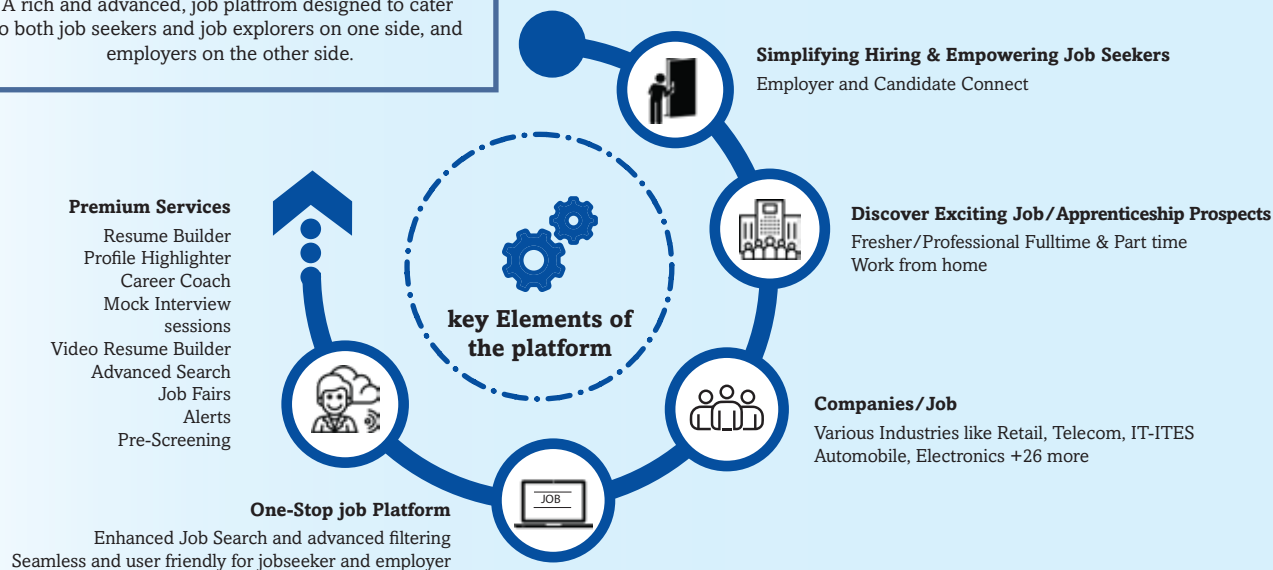 A rich and advanced, job platfrom designed to cater
o both job seekers and job explorers on one side, and
employers on the other side.
Simplifying Hiring & Empowering Job Seekers
Employer and Candidate Connect
Discover Exciting Job/Apprenticeship Prospects
Fresher/Professional Fulltime & Part time
Work from home
Companies/Job
Various Industries like Retail, Telecom, IT-ITES
Automobile, Electronics +26 more
JOB
One-Stop job Platform
Enhanced Job Search and advanced filtering
Seamless and user friendly for jobseeker and employer
Premium Services
Resume Builder
Profile Highlighter
Career Coach
Mock Interview
sessions
Video Resume Builder
Advanced Search
Job Fairs
Alerts
Pre-Screening
key Elements of
the platform